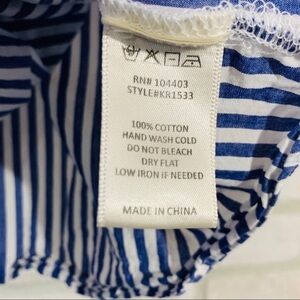 RN# 104403
STYLE#KR1533
100% COTTON
HAND WASH COLD
DO NOT BLEACH
DRY FLAT
LOW IRON IF NEEDED
MADE IN CHINA